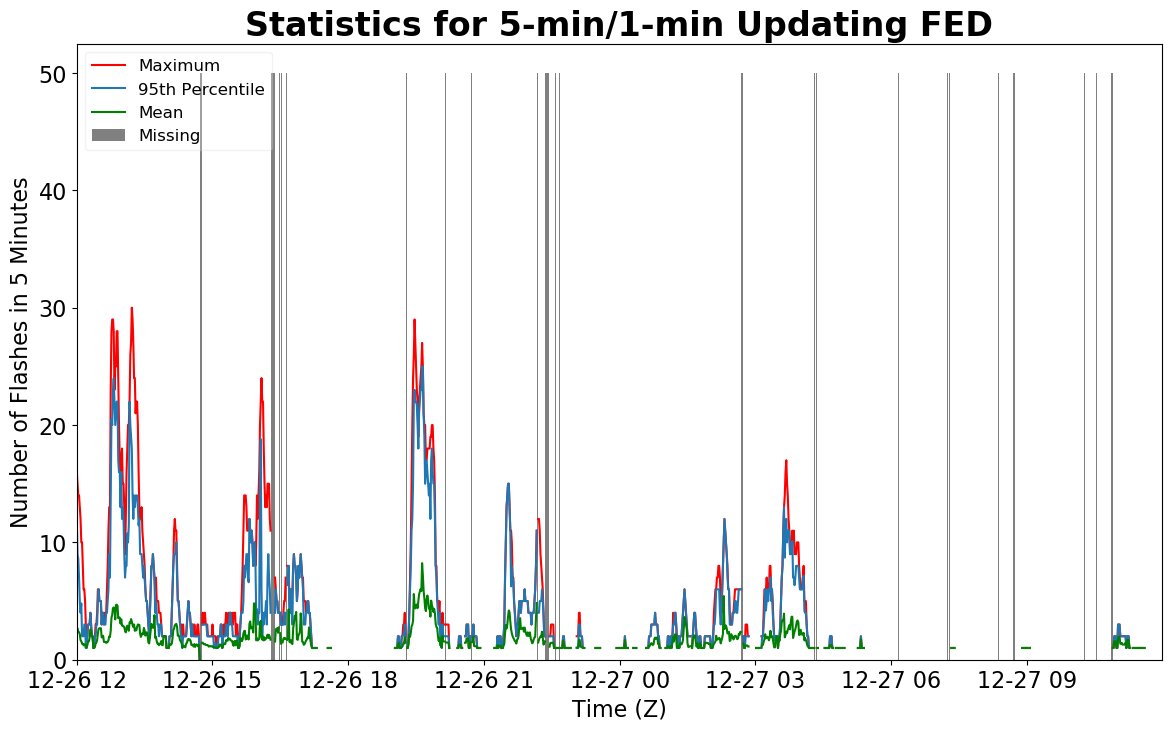 Statistics for 5-min/1-min Updating FED
Maximum
95th Percentile
Mean
Missing
Number of Flashes in 5 Minutes
50
40
30
20
10
0
12-26 12 12-26 15 12-26 18 12-26 21 12-27 00 12-27 03 12-27 06 12-27 09
Time (Z)